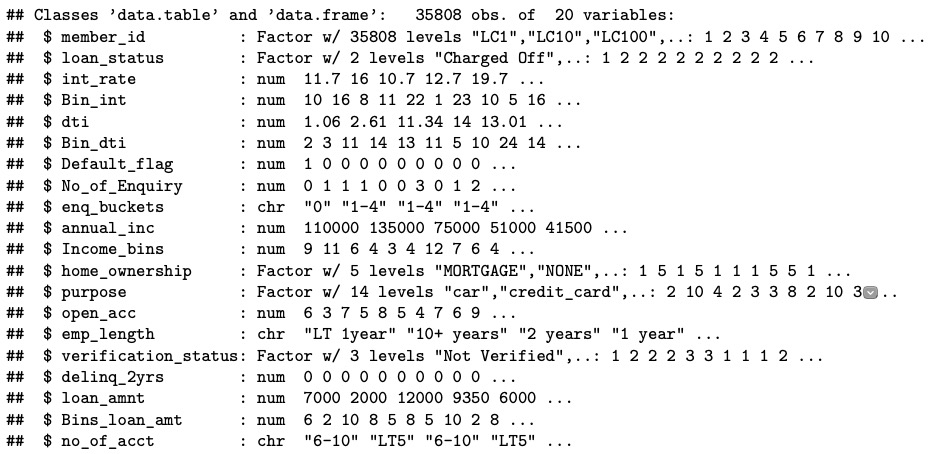 ## Classes ’data.table’ and ’data.frame’:   35808 obs. of  20 variables:
##  $ member_id          : Factor w/ 35808 levels "LC1","LC10","LC100",..: 1 2 3 4 5 6 7 8 9 10 ...
##  $ loan_status        : Factor w/ 2 levels "Charged Off",..: 1 2 2 2 2 2 2 2 2 2 ...
##  $ int_rate           : num  11.7 16 10.7 12.7 19.7 ...
##  $ Bin_int            : num  10 16 8 11 22 1 23 10 5 16 ...
##  $ dti                : num  1.06 2.61 11.34 14 13.01 ...
##  $ Bin_dti            : num  2 3 11 14 13 11 5 10 24 14 ...
##  $ Default_flag       : num  1 0 0 0 0 0 0 0 0 0 ...
##  $ No_of_Enquiry      : num  0 1 1 1 0 0 3 0 1 2 ...
##  $ enq_buckets        : chr  "0" "1-4" "1-4" "1-4" ...
##  $ annual_inc         : num  110000 135000 75000 51000 41500 ...
##  $ Income_bins        : num  9 11 6 4 3 4 12 7 6 4 ...
##  $ home_ownership     : Factor w/ 5 levels "MORTGAGE","NONE",..: 1 5 1 5 1 1 1 5 5 1 ...
##  $ purpose            : Factor w/ 14 levels "car","credit_card",..: 2 10 4 2 3 3 8 2 10 3 ..
##  $ open_acc           : num  6 3 7 5 8 5 4 7 6 9 ...
##  $ emp_length         : chr  "LT 1year" "10+ years" "2 years" "1 year" ...
##  $ verification_status: Factor w/ 3 levels "Not Verified",..: 1 2 2 2 3 3 1 1 1 2 ...
##  $ delinq_2yrs        : num  0 0 0 0 0 0 0 0 0 0 ...
##  $ loan_amnt          : num  7000 2000 12000 9350 6000 ...
##  $ Bins_loan_amt      : num  6 2 10 8 5 8 5 10 2 8 ...
##  $ no_of_acct         : chr  "6-10" "LT5" "6-10" "LT5" ...